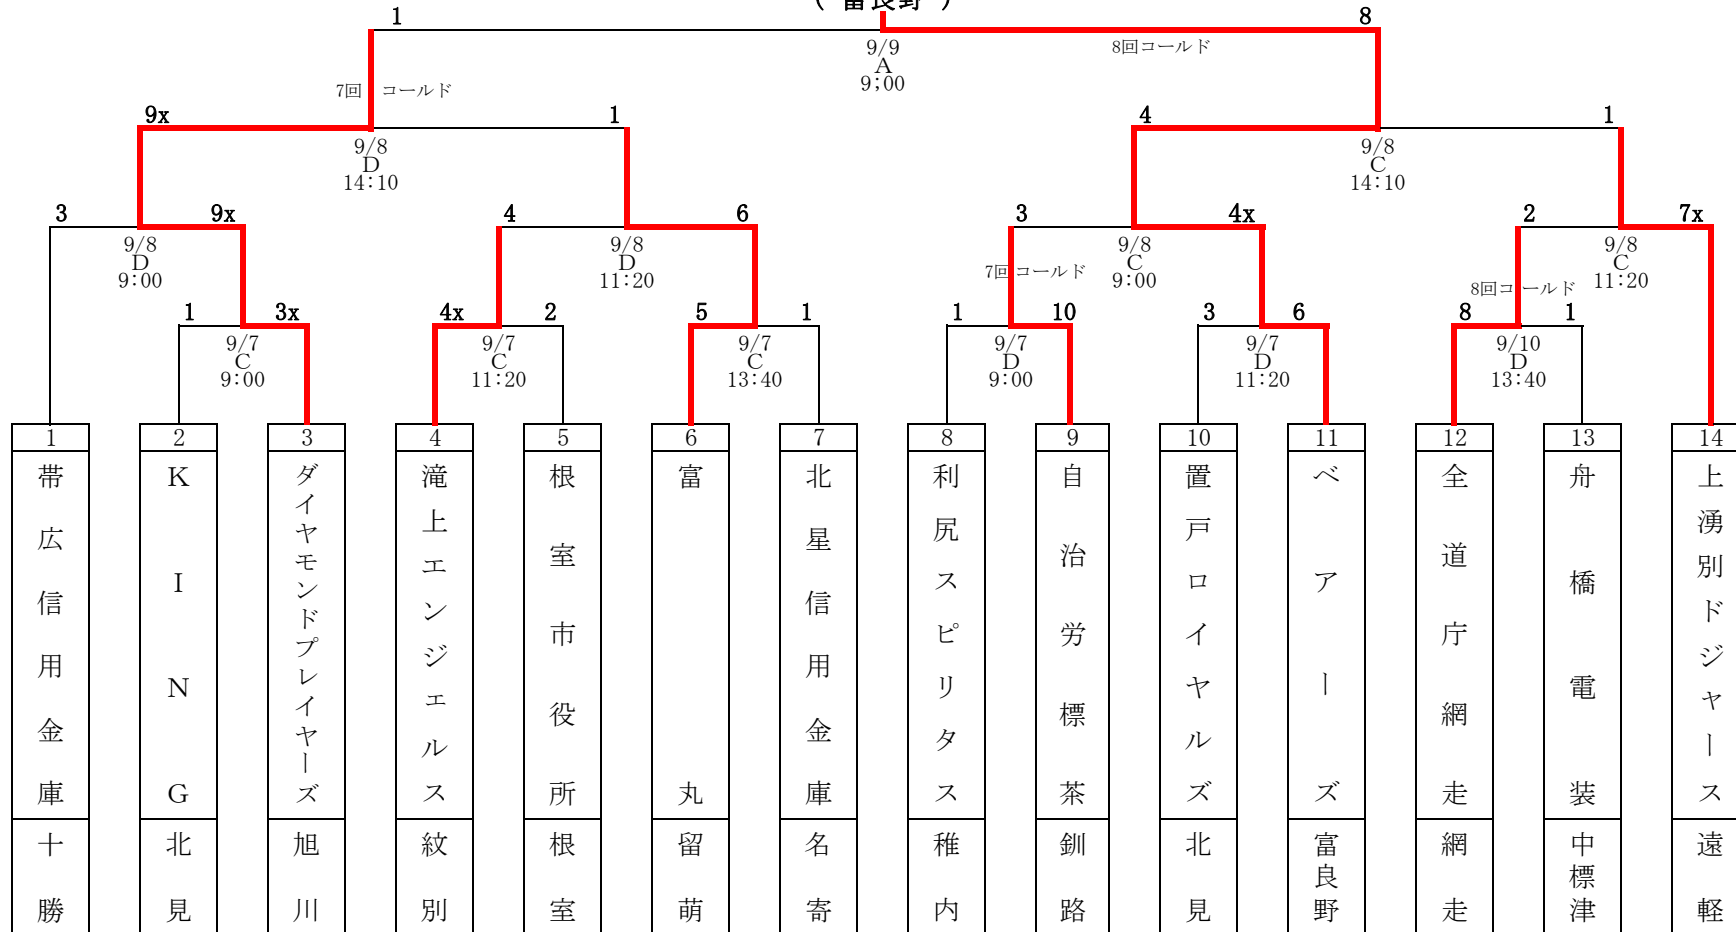 ( 富良野 )
1 8
9/9 8回コールド
A
9;00
7回 コールド
9x 1 4 1
9/8 9/8
D C
14:10 14:10
3 9x 4 6 3 4x 2 7x
9/8 9/8 9/8 9/8
D D C C
9:00 11:20 9:00 11:20
7回コールド 8回コールド
1 3x 4x 2 5 1 1 10 3 6 8 1
9/7 9/7 9/7 9/7 9/7 9/10
C C C D D D
9:00 11:20 13:40 9:00 11:20 13:40
1 2 3 4 5 6 7 8 9 10 11 12 13 14
帯広信用金庫
KING
ダイヤモンドプレイヤーズ
滝上エンジェルス
根室市役所
富丸
北星信用金庫
利尻スピリタス
自治労標茶
置戸ロイヤルズ
ベアーズ
全道庁網走
舟橋電装
上湧別ドジャース
十勝
北見
旭川
紋別
根室
留萌
名寄
稚内
釧路
北見
富良野
網走
中標津
遠軽